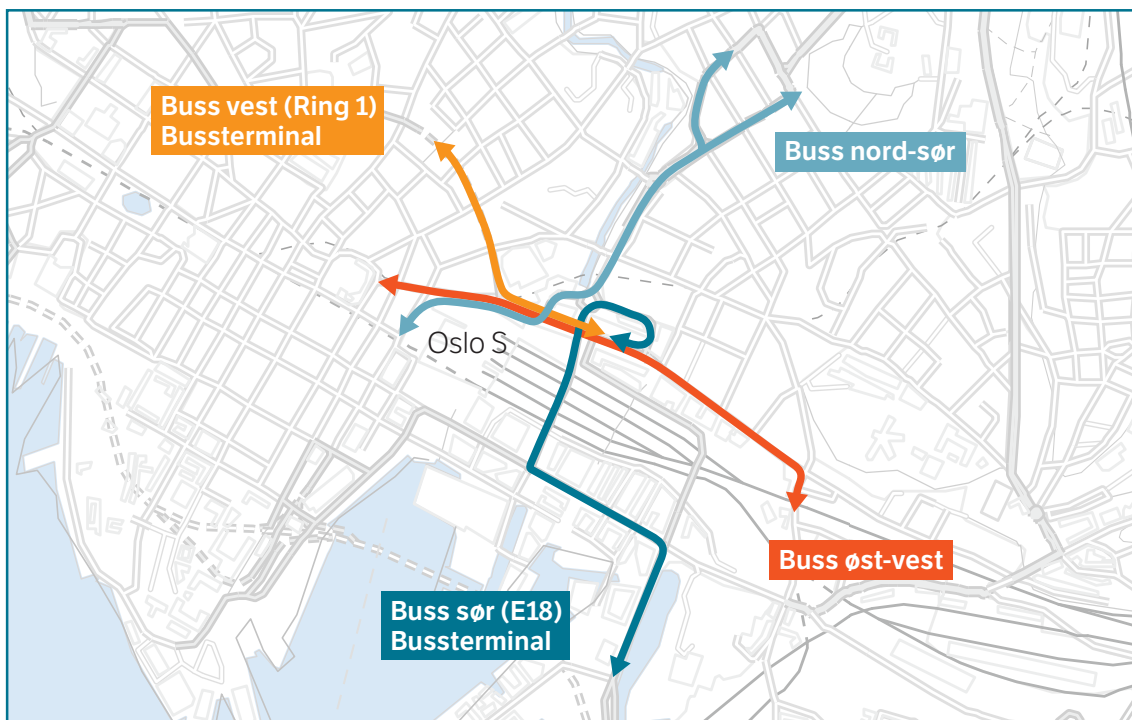 Buss vest (Ring 1)
Bussterminal
Buss nord-sør
Oslo S
Buss øst-vest
Buss sør (E18)
Bussterminal